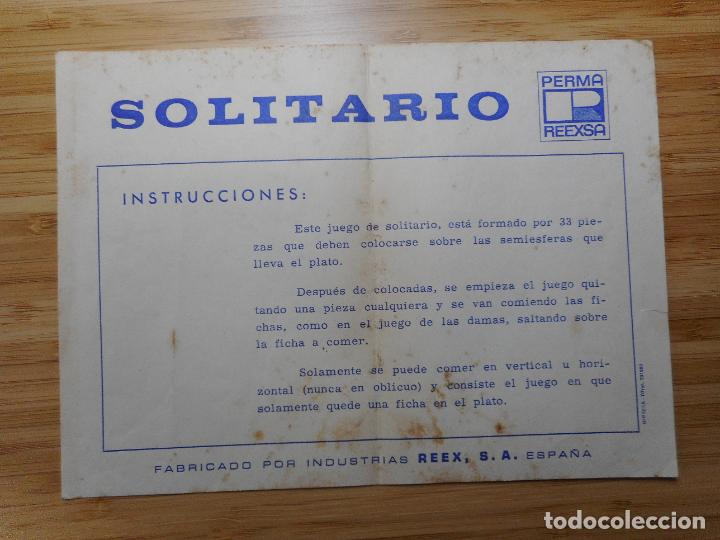 SOLITARIO
PERMA
REEXSA
INSTRUCCIONES:
Este juego de solitario, está formado por 33 pie-
zas que deben colocarse sobre las semiesferas que
lleva el plato.
Después de colocadas, se empieza el juego qui-
tando una pieza cualquiera y se van comiendo las fi-
chas, como en el juego de las damas, saltando sobre
la ficha a comer.
Solamente se puede comer en vertical u hori-
zontal (nunca en oblicuo) y consiste el juego en que
solamente quede una ficha en el plato.
FABRICADO POR INDUSTRIAS REEX, S. A. ESPAÑA
todocoleccion